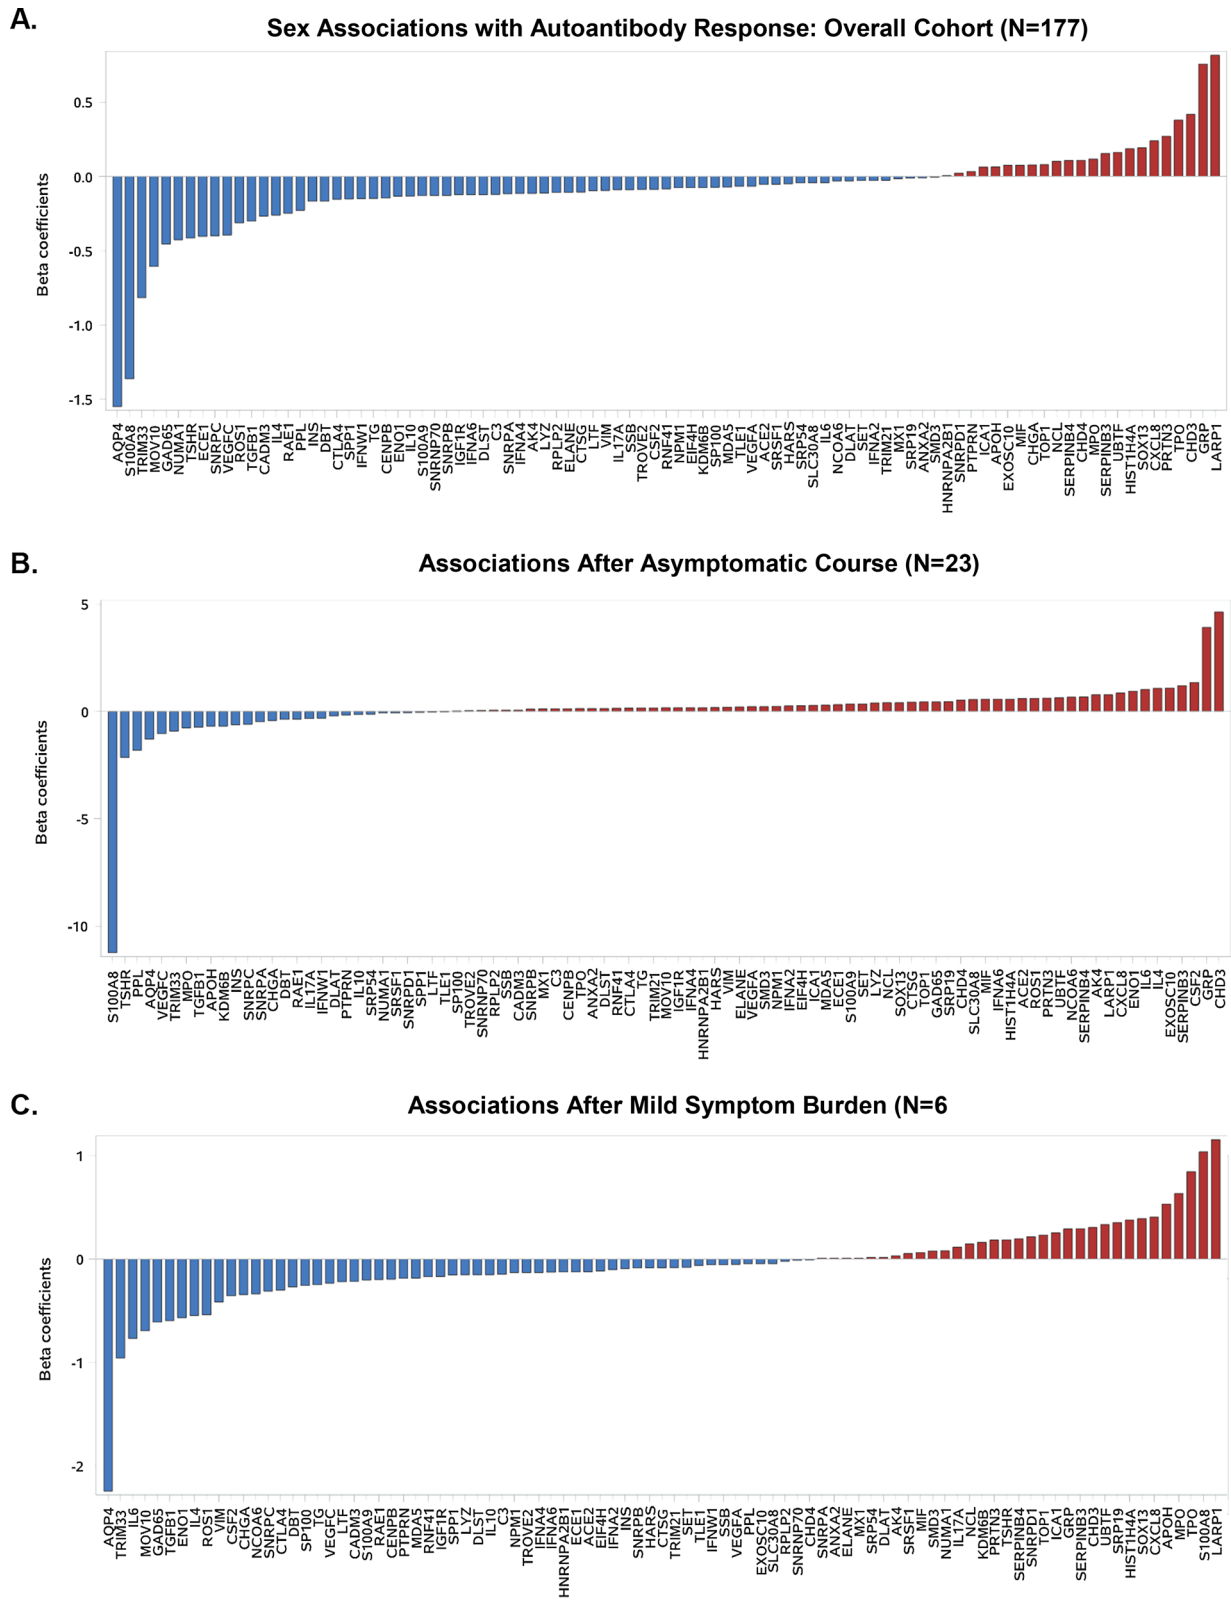 A.
Sex Associations with Autoantibody Response: Overall Cohort (N=177)
Beta coefficients
0.5
0.0
-0.5
-1.0
-1.5
AQP4
S100A8
TRIM33
MOV10
GAD65
NUMA1
TSHR
ECE1
SNRPC
VEGFC
ROS1
TGFB1
CADM3
IL4
RAE1
PPL
INS
DBT
CTLA4
SPP1
IFNW1
TG
CENPB
ENO1
IL10
S100A9
SNRNP70
SNRPB
IGF1R
IFNA6
DLST
C3
SNRPA
IFNA4
AK4
LYZ
RPLP2
ELANE
CTSG
LTF
VIM
IL17A
SSB
TROVE2
CSF2
RNF41
NPM1
EIF4H
KDM6B
SP100
MDA5
TLE1
VEGFA
ACE2
SRSF1
HARS
SRP54
SLC30A8
IL6
NCOA6
DLAT
SET
IFNA2
TRIM21
MX1
SRP19
ANXA2
SMD3
HNRNPA2B1
SNRPD1
PTPRN
ICA1
APOH
EXOSC10
MIF
CHGA
TOP1
NCL
SERPINB4
CHD4
MPO
SERPINB3
UBTF
HIST1H4A
SOX13
CXCL8
PRTN3
TPO
CHD3
GRP
LARP1
B.
Associations After Asymptomatic Course (N=23)
Beta coefficients
5
0
-5
-10
S100A8
TSHR
PPL
AQP4
VEGFC
TRIM33
MPO
TGFB1
APOH
KDM6B
INS
SNRPC
SNRPA
CHGA
DBT
RAE1
IL17A
IFNW1
DLAT
PTPRN
IL10
SRP54
NUMA1
SRSF1
SNRPD1
SPP1
LTF
TLE1
SP100
TROVE2
SNRNP70
RPLP2
SSB
CADM3
SNRPB
MX1
C3
CENPB
TPO
ANXA2
DLST
RNF41
CTLA4
TG
TRIM21
MOV10
IGF1R
IFNA4
HNRNPA2B1
HARS
VIM
ELANE
VEGFA
SMD3
NPM1
IFNA2
EIF4H
ICA1
MDA5
ECE1
S100A9
SET
LYZ
NCL
SOX13
CTSG
TOP1
GAD65
SRP19
CHD4
SLC30A8
MIF
IFNA6
HIST1H4A
ACE2
ROS1
PRTN3
UBTF
NCOA6
SERPINB4
AK4
LARP1
CXCL8
ENO1
IL6
IL4
EXOSC10
SERPINB3
CSF2
GRP
CHD3
C.
Associations After Mild Symptom Burden (N=6
Beta coefficients
1
0
-1
-2
AQP4
TRIM33
IL6
MOV10
GAD65
TGFB1
ENO1
IL4
ROS1
VIM
CSF2
CHGA
NCOA6
SNRPC
CTLA4
DBT
SP100
TG
VEGFC
LTF
CADM3
S100A9
RAE1
CENPB
PTPRN
MDA5
RNF41
IGF1R
SPP1
LYZ
DLST
IL10
C3
NPM1
TROVE2
IFNA4
IFNA6
HNRNPA2B1
ECE1
ACE2
EIF4H
IFNA2
INS
SNRPB
HARS
CTSG
TRIM21
SET
TLE1
IFNW1
SSB
VEGFA
PPL
EXOSC10
SLC30A8
RPLP2
SNRNP70
CHD4
SNRPA
ANXA2
ELANE
MX1
SRP54
DLAT
AK4
SRSF1
MIF
SMD3
NUMA1
IL17A
NCL
KDM6B
PRTN3
TSHR
SERPINB4
SNRPD1
TOP1
ICA1
GRP
SERPINB3
CHD3
UBTF
SRP19
HIST1H4A
SOX13
CXCL8
APOH
MPO
TPO
S100A8
LARP1